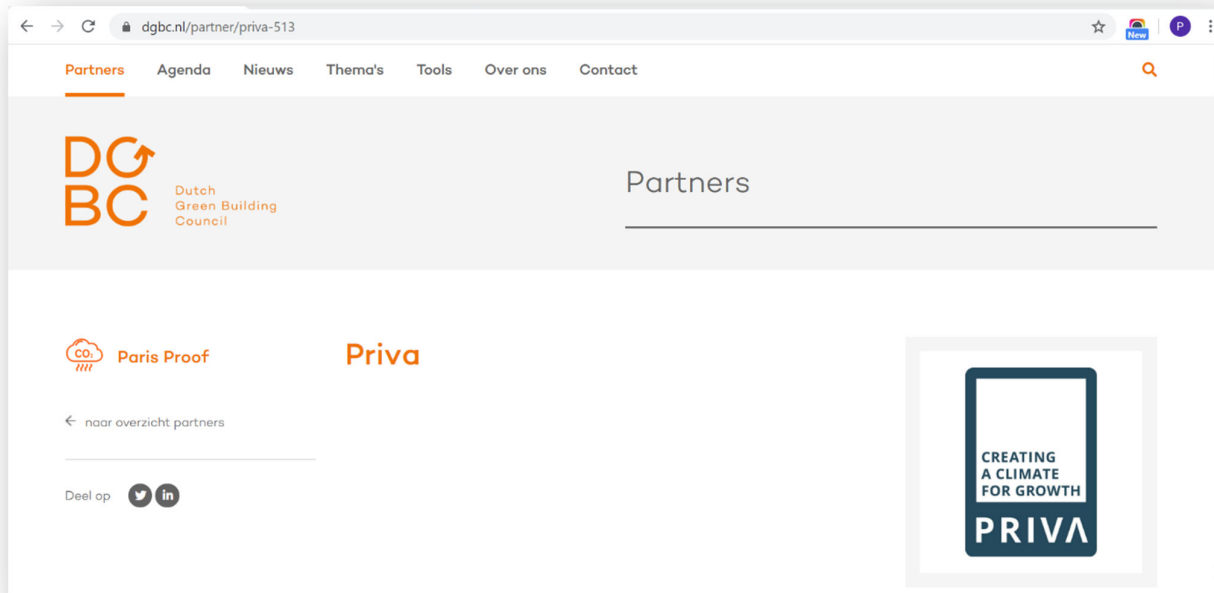 dgbc.nl/partner/priva-513
New
P
Partners Agenda Nieuws Thema's Tools Over ons Contact
DG
BC
Dutch
Green Building
Council
Partners
CO₂
Paris Proof
Priva
naar overzicht partners
Deel op
in
CREATING
A CLIMATE
FOR GROWTH
PRIVA